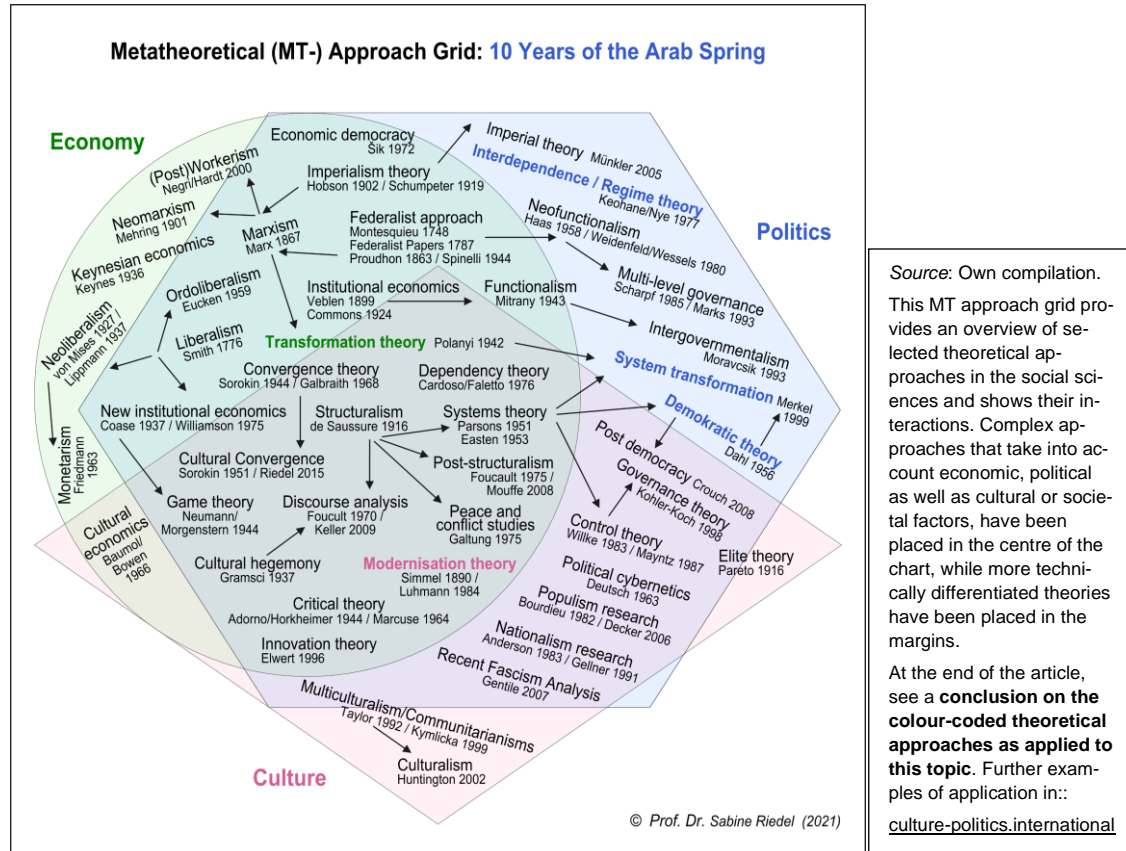 Metatheoretical (MT-) Approach Grid: 10 Years of the Arab Spring
Economy
Politics
Culture
Economic democracy
Šik 1972
Imperial theory Münkler 2005
Interdependence / Regime theory
Keohane/Nye 1977
(Post)Workerism
Negri/Hardt 2000
Imperialism theory
Hobson 1902 / Schumpeter 1919
Neomarxism
Mehring 1901
Marxism
Marx 1867
Federalist approach
Montesquieu 1748
Federalist Papers 1787
Proudhon 1863 / Spinelli 1944
Neofunctionalism
Haas 1958 / Weidenfeld/Wessels 1980
Keynesian economics
Keynes 1936
Multi-level governance
Scharpf 1985 / Marks 1993
Ordoliberalism
Eucken 1959
Institutional economics
Veblen 1899
Commons 1924
Functionalism
Mitrany 1943
Intergovernmentalism
Moravcsik 1993
Neoliberalism
von Mises 1927 /
Lippmann 1937
Liberalism
Smith 1776
Transformation theory Polanyi 1942
System transformation Merkel
1999
Convergence theory
Sorokin 1944 / Galbraith 1968
Dependency theory
Cardoso/Faletto 1976
Demokratic theory
Dahl 1956
New institutional economics
Coase 1937 / Williamson 1975
Structuralism
de Saussure 1916
Systems theory
Parsons 1951
Easten 1953
Monetarism
Friedmann
1963
Cultural Convergence
Sorokin 1951 / Riedel 2015
Post-structuralism
Foucault 1975 /
Mouffe 2008
Post democracy Crouch 2008
Governance theory
Kohler-Koch 1998
Game theory
Neumann/
Morgenstern 1944
Discourse analysis
Foucult 1970 /
Keller 2009
Peace and
conflict studies
Galtung 1975
Control theory
Willke 1983 / Mayntz 1987
Cultural
economics
Baumol/
Bowen
1966
Elite theory
Pareto 1916
Cultural hegemony
Gramsci 1937
Modernisation theory
Simmel 1890 /
Luhmann 1984
Political cybernetics
Deutsch 1963
Critical theory
Adorno/Horkheimer 1944 / Marcuse 1964
Populism research
Bourdieu 1982 / Decker 2006
Innovation theory
Elwert 1996
Nationalism research
Anderson 1983 / Gellner 1991
Recent Fascism Analysis
Gentile 2007
Multiculturalism/Communitarianisms
Taylor 1992 / Kymlicka 1999
Culturalism
Huntington 2002
© Prof. Dr. Sabine Riedel (2021)
Source: Own compilation.
This MT approach grid pro-
vides an overview of se-
lected theoretical ap-
proaches in the social sci-
ences and shows their in-
teractions. Complex ap-
proaches that take into ac-
count economic, political
as well as cultural or socie-
tal factors, have been
placed in the centre of the
chart, while more techni-
cally differentiated theories
have been placed in the
margins.
At the end of the article,
see a conclusion on the
colour-coded theoretical
approaches as applied to
this topic. Further exam-
ples of application in::
culture-politics.international